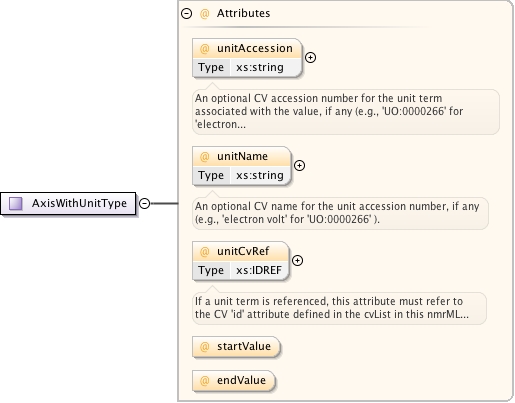 Attributes
@ unitAccession
Type xs:string
An optional CV accession number for the unit term
associated with the value, if any (e.g., 'UO:0000266' for
'electron...
@ unitName
Type xs:string
An optional CV name for the unit accession number, if any
(e.g., 'electron volt' for 'UO:0000266' ).
AxisWithUnitType
@ unitCvRef
Type xs:IDREF
If a unit term is referenced, this attribute must refer to
the CV 'id' attribute defined in the cvList in this nmrML...
@ startValue
@ endValue